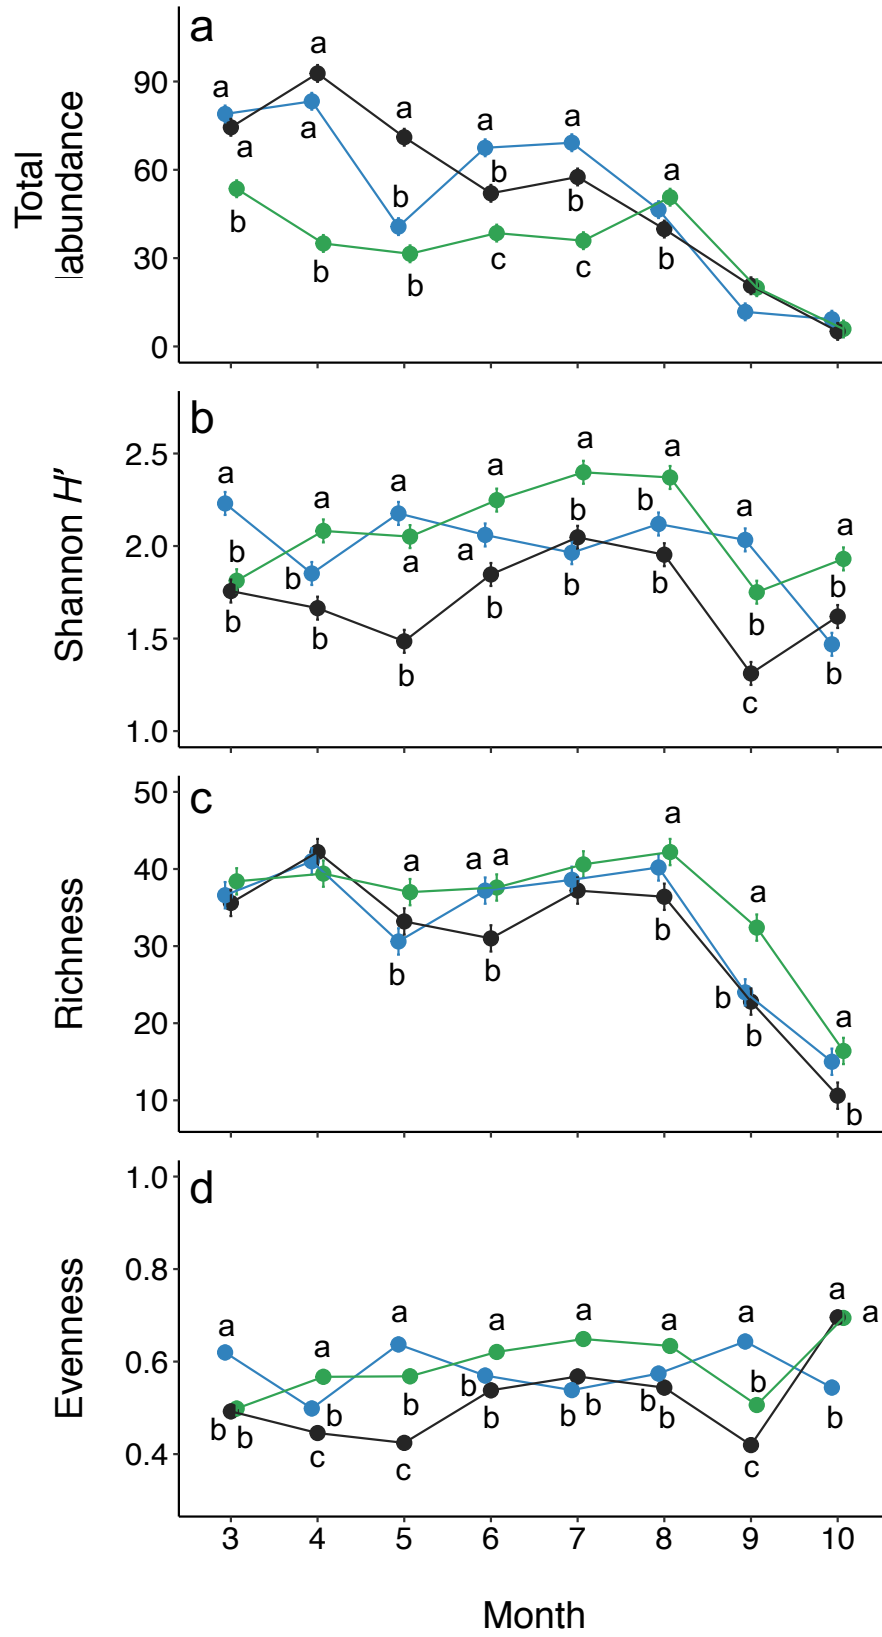 a
Total
abundance
90
60
30
0
a a a a a a
a a b b b
b b b c c b
b
Shannon H′
2.5
2.0
1.5
1.0
a a a a a a a a
b b a a b b b
b b b b b b b b
c
c
Richness
50
40
30
20
10
a a a a a a
b b b b b b
d
Evenness
1.0
0.8
0.6
0.4
a a a a a a a a a
b b b b b b b b b b b b
c c c
3 4 5 6 7 8 9 10
Month